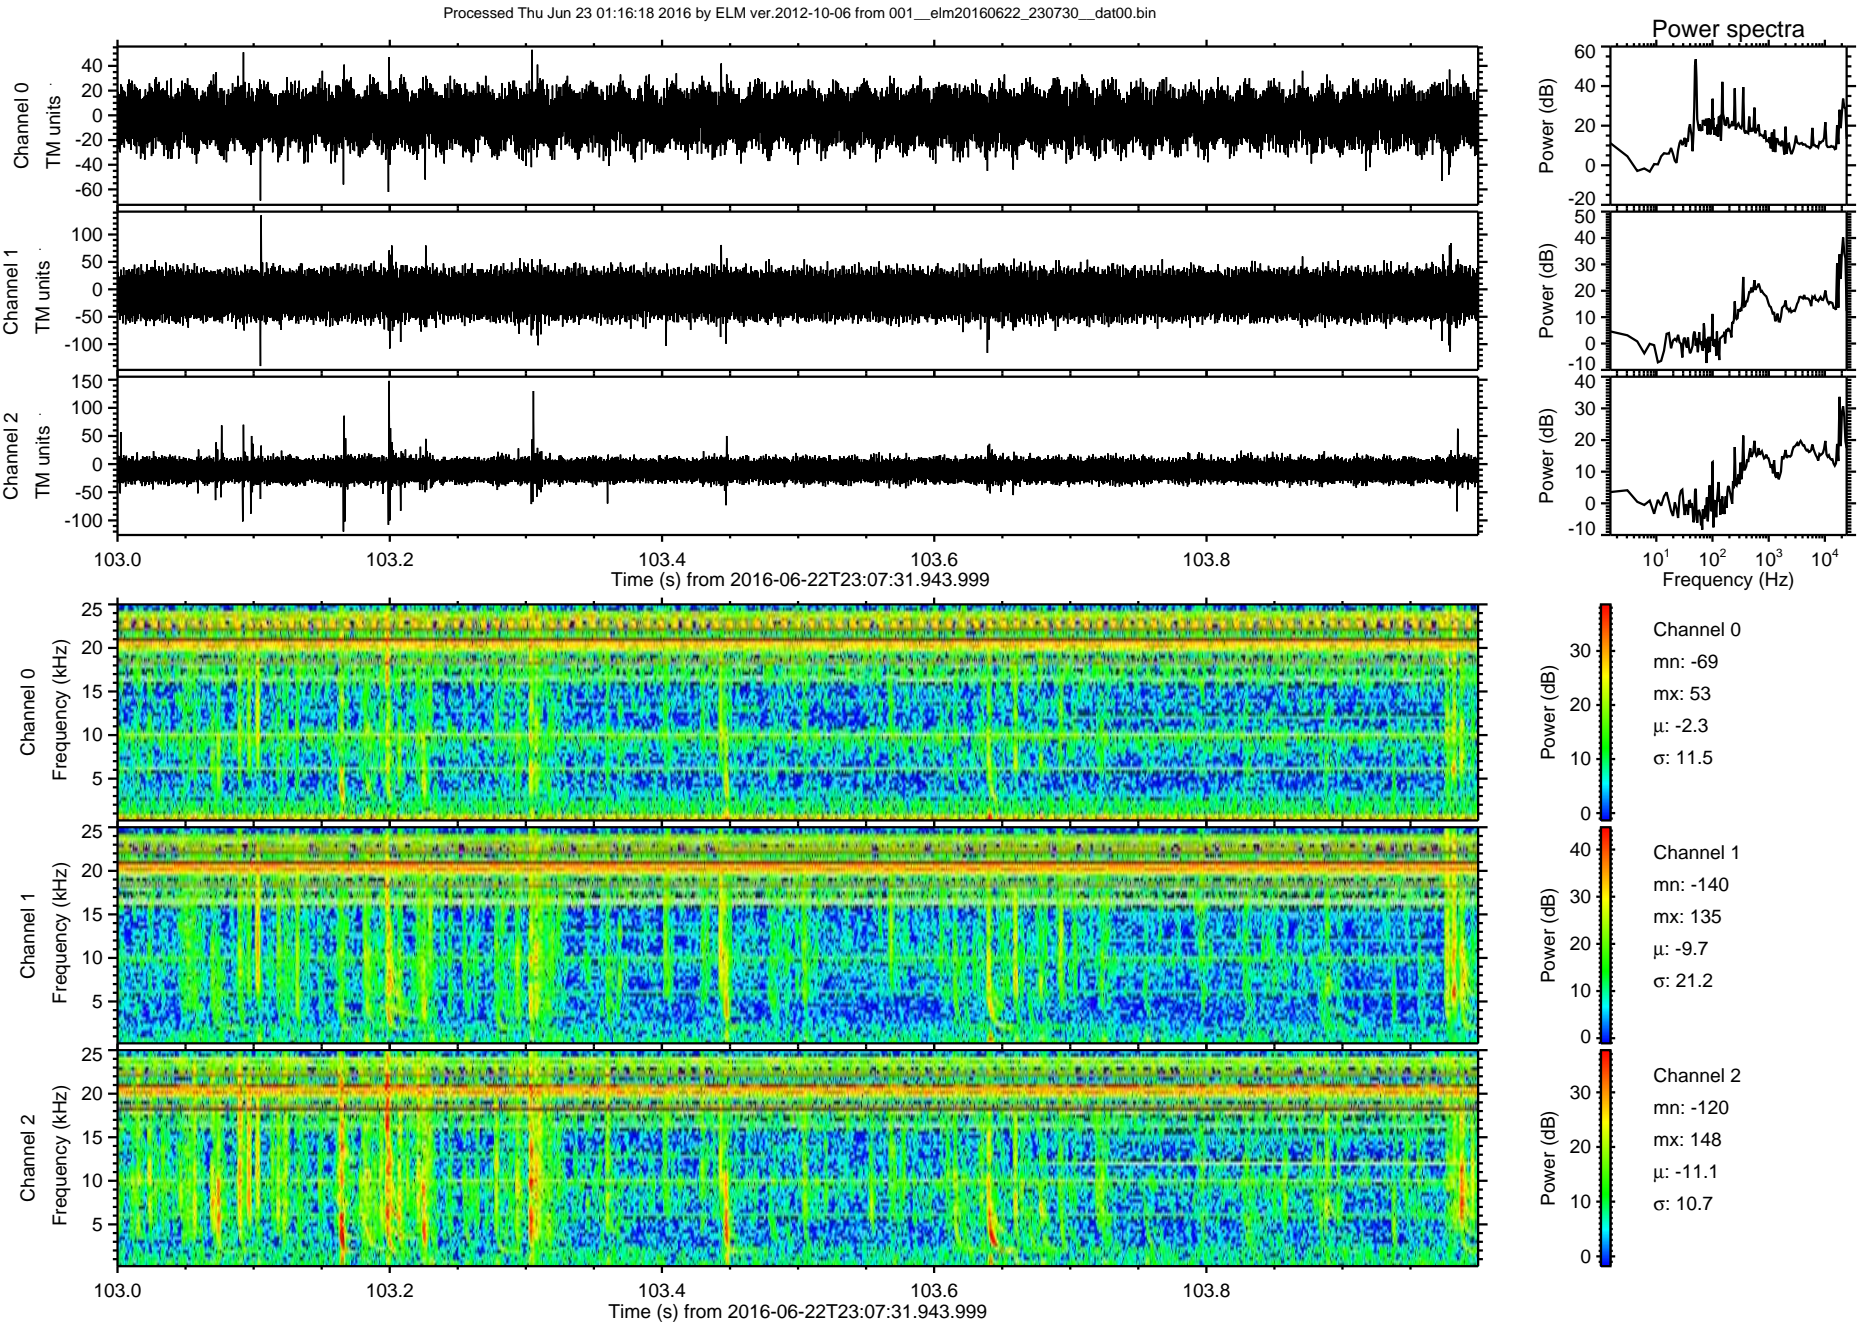 Processed Thu Jun 23 01:16:18 2016 by ELM ver.2012-10-06 from 001__elm20160622_230730__dat00.bin
Power spectra
Channel 0
TM units
40
20
0
-20
-40
-60
Power (dB)
60
40
20
0
-20
Channel 1
TM units
100
50
0
-50
-100
Power (dB)
50
40
30
20
10
0
-10
Channel 2
TM units
150
100
50
0
-50
-100
Power (dB)
40
30
20
10
0
-10
103.0 103.2 103.4 103.6 103.8
Time (s) from 2016-06-22T23:07:31.943.999
10¹ 10² 10³ 10⁴
Frequency (Hz)
Channel 0
Frequency (kHz)
25
20
15
10
5
Power (dB)
30
20
10
0
Channel 0
mn: -69
mx: 53
μ: -2.3
σ: 11.5
Channel 1
Frequency (kHz)
25
20
15
10
5
Power (dB)
40
30
20
10
0
Channel 1
mn: -140
mx: 135
μ: -9.7
σ: 21.2
Channel 2
Frequency (kHz)
25
20
15
10
5
Power (dB)
30
20
10
0
Channel 2
mn: -120
mx: 148
μ: -11.1
σ: 10.7
103.0 103.2 103.4 103.6 103.8
Time (s) from 2016-06-22T23:07:31.943.999